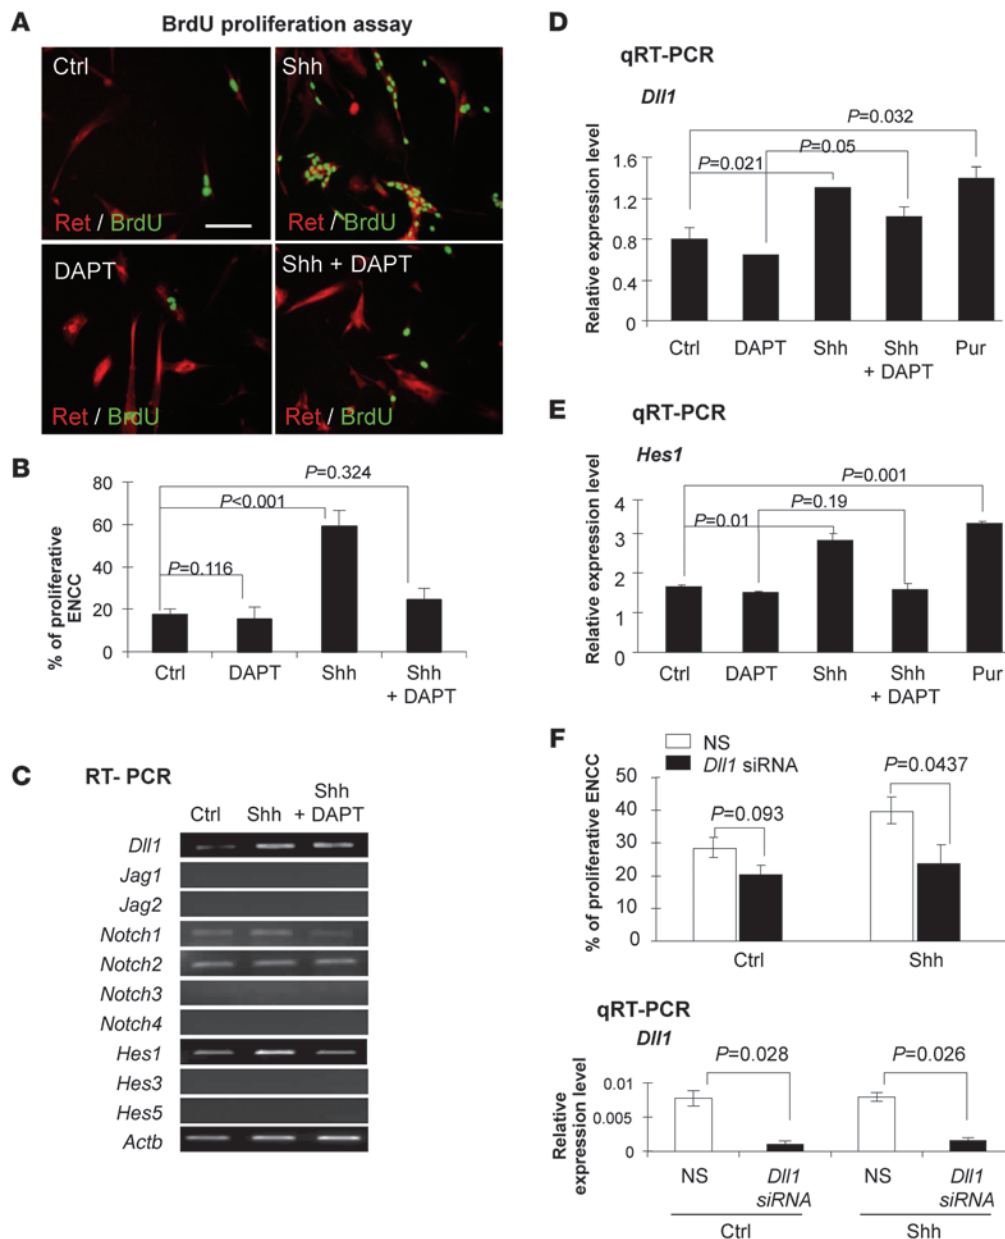 A
BrdU proliferation assay
Ctrl
Ret / BrdU
Shh
Ret / BrdU
DAPT
Ret / BrdU
Shh + DAPT
Ret / BrdU
B
% of proliferative
ENCC
80
60
40
20
0
P=0.324
P<0.001
P=0.116
Ctrl
DAPT
Shh
Shh
+ DAPT
C
RT- PCR
Ctrl
Shh
Shh
+ DAPT
Dll1
Jag1
Jag2
Notch1
Notch2
Notch3
Notch4
Hes1
Hes3
Hes5
Actb
D
qRT-PCR
Dll1
Relative expression level
1.6
1.2
0.8
0.4
0
P=0.032
P=0.05
P=0.021
Ctrl
DAPT
Shh
Shh
+ DAPT
Pur
E
qRT-PCR
Hes1
Relative expression level
4
3
2
1
0
P=0.001
P=0.19
P=0.01
Ctrl
DAPT
Shh
Shh
+ DAPT
Pur
F
NS
Dll1 siRNA
% of proliferative ENCC
50
40
30
20
10
0
P=0.093
P=0.0437
Ctrl
Shh
qRT-PCR
Dll1
Relative
expression level
0.01
0.005
0
P=0.028
P=0.026
NS
Dll1
siRNA
NS
Dll1
siRNA
Ctrl
Shh